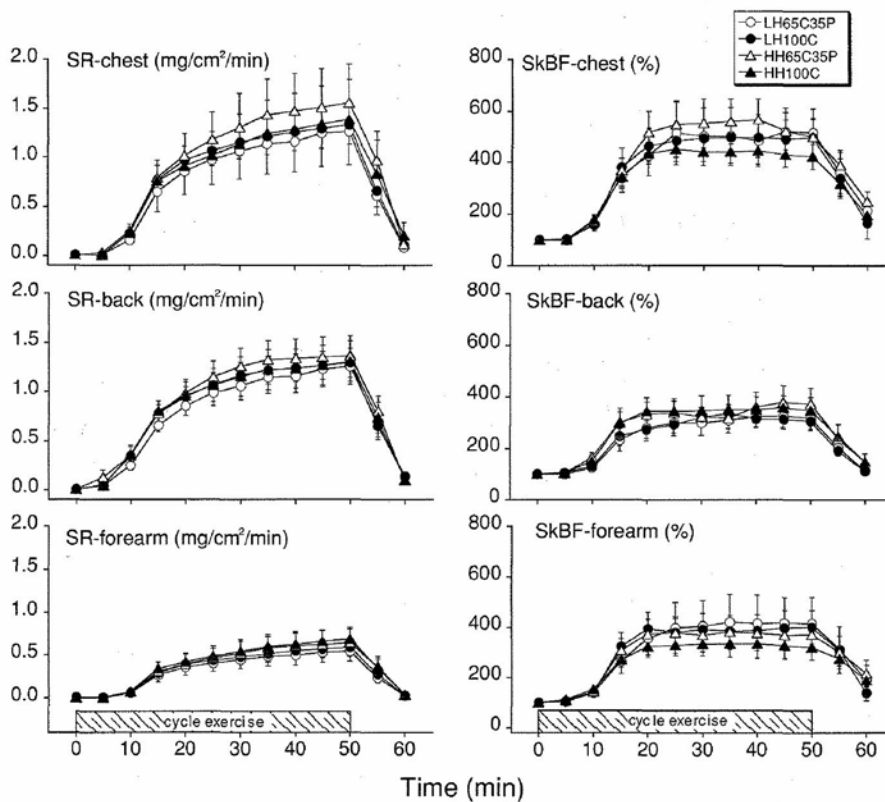 LH65C35P
LH100C
HH65C35P
HH100C
SR-chest (mg/cm²/min)
2.0
1.5
1.0
0.5
0.0
SkBF-chest (%)
800
600
400
200
0
SR-back (mg/cm²/min)
2.0
1.5
1.0
0.5
0.0
SkBF-back (%)
800
600
400
200
0
SR-forearm (mg/cm²/min)
2.0
1.5
1.0
0.5
0.0
cycle exercise
0 10 20 30 40 50 60
SkBF-forearm (%)
800
600
400
200
0
cycle exercise
0 10 20 30 40 50 60
Time (min)